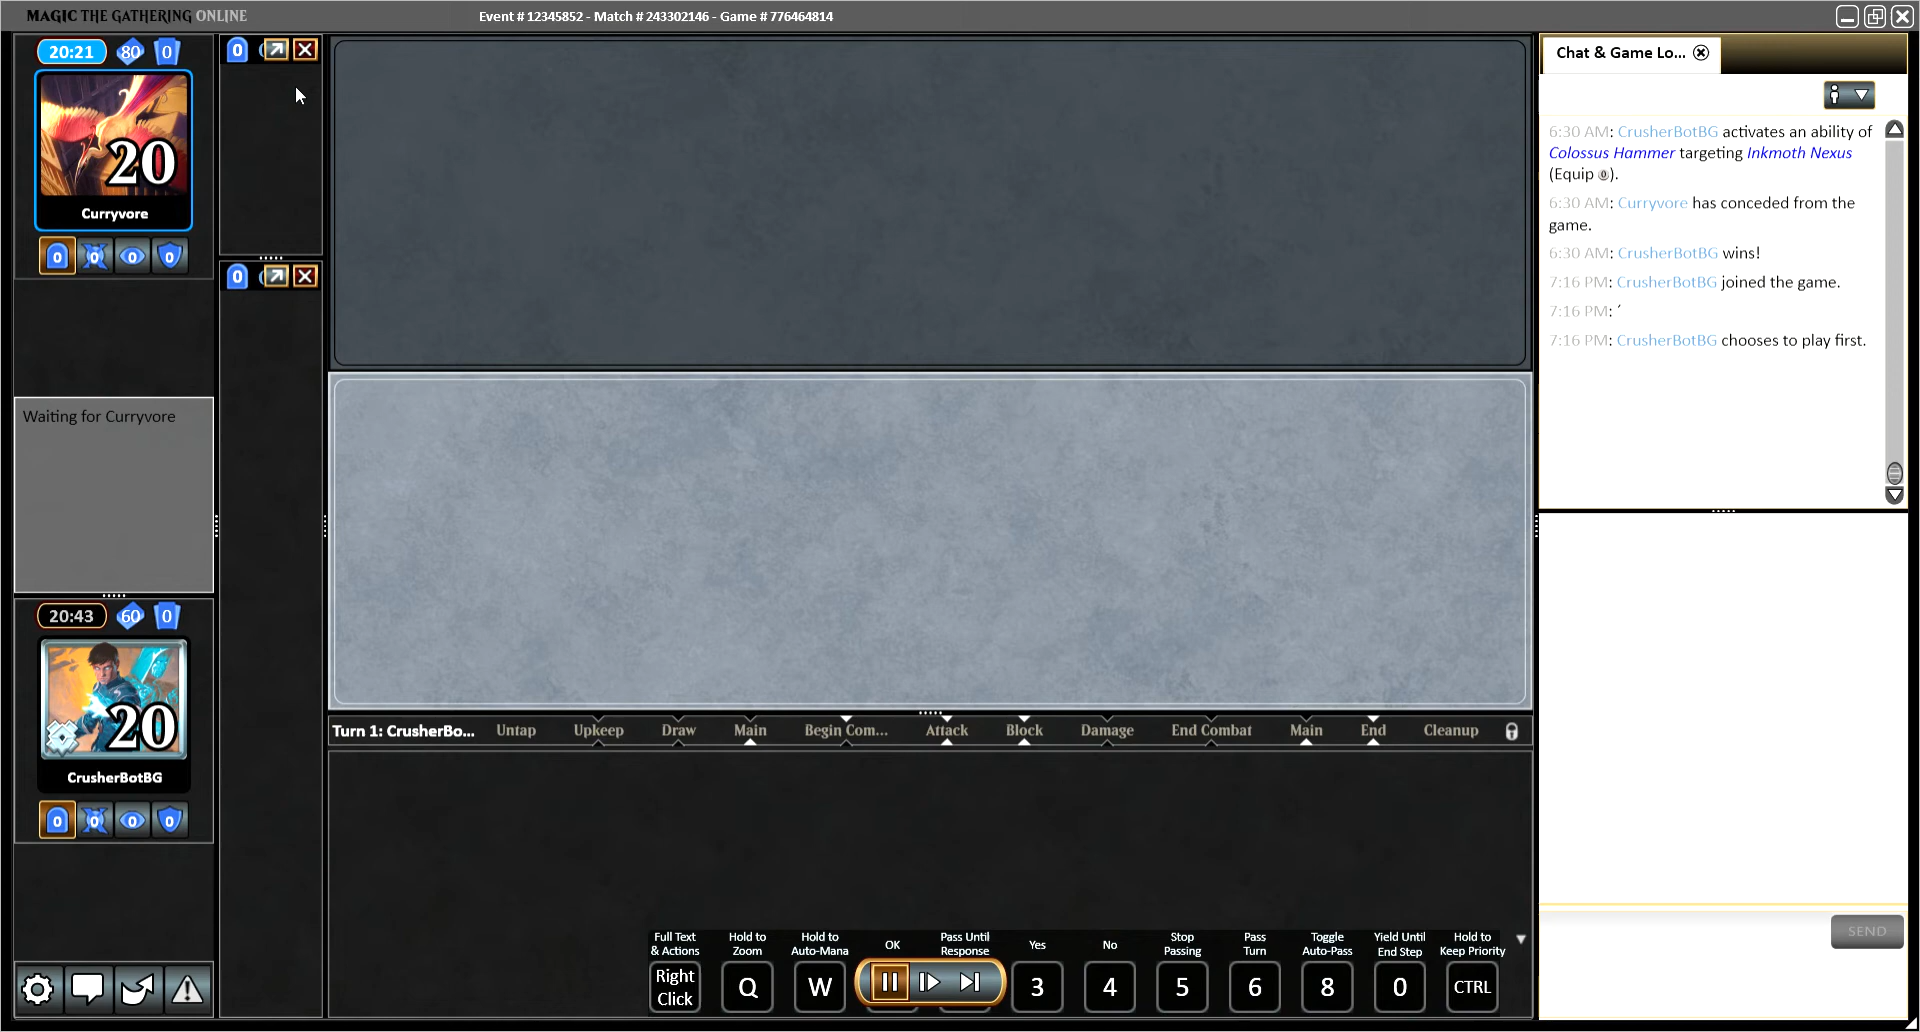 MAGIC THE GATHERING ONLINE
Event # 12345852 - Match # 243302146 - Game # 776464814
20:21 80 0
20
Curryvore
0 0 0 0
0
0
Waiting for Curryvore
20:43 60 0
20
CrusherBotBG
0 0 0 0
Turn 1: CrusherBo... Untap Upkeep Draw Main Begin Com... Attack Block Damage End Combat Main End Cleanup
Full Text & Actions
Right Click
Hold to Zoom
Q
Hold to Auto-Mana
W
OK
Pass Until Response
Yes
3
No
4
Stop Passing
5
Pass Turn
6
Toggle Auto-Pass
8
Yield Until End Step
0
Hold to Keep Priority
CTRL
Chat & Game Lo...
6:30 AM: CrusherBotBG activates an ability of
Colossus Hammer targeting Inkmoth Nexus
(Equip 0).
6:30 AM: Curryvore has conceded from the
game.
6:30 AM: CrusherBotBG wins!
7:16 PM: CrusherBotBG joined the game.
7:16 PM: ´
7:16 PM: CrusherBotBG chooses to play first.
SEND